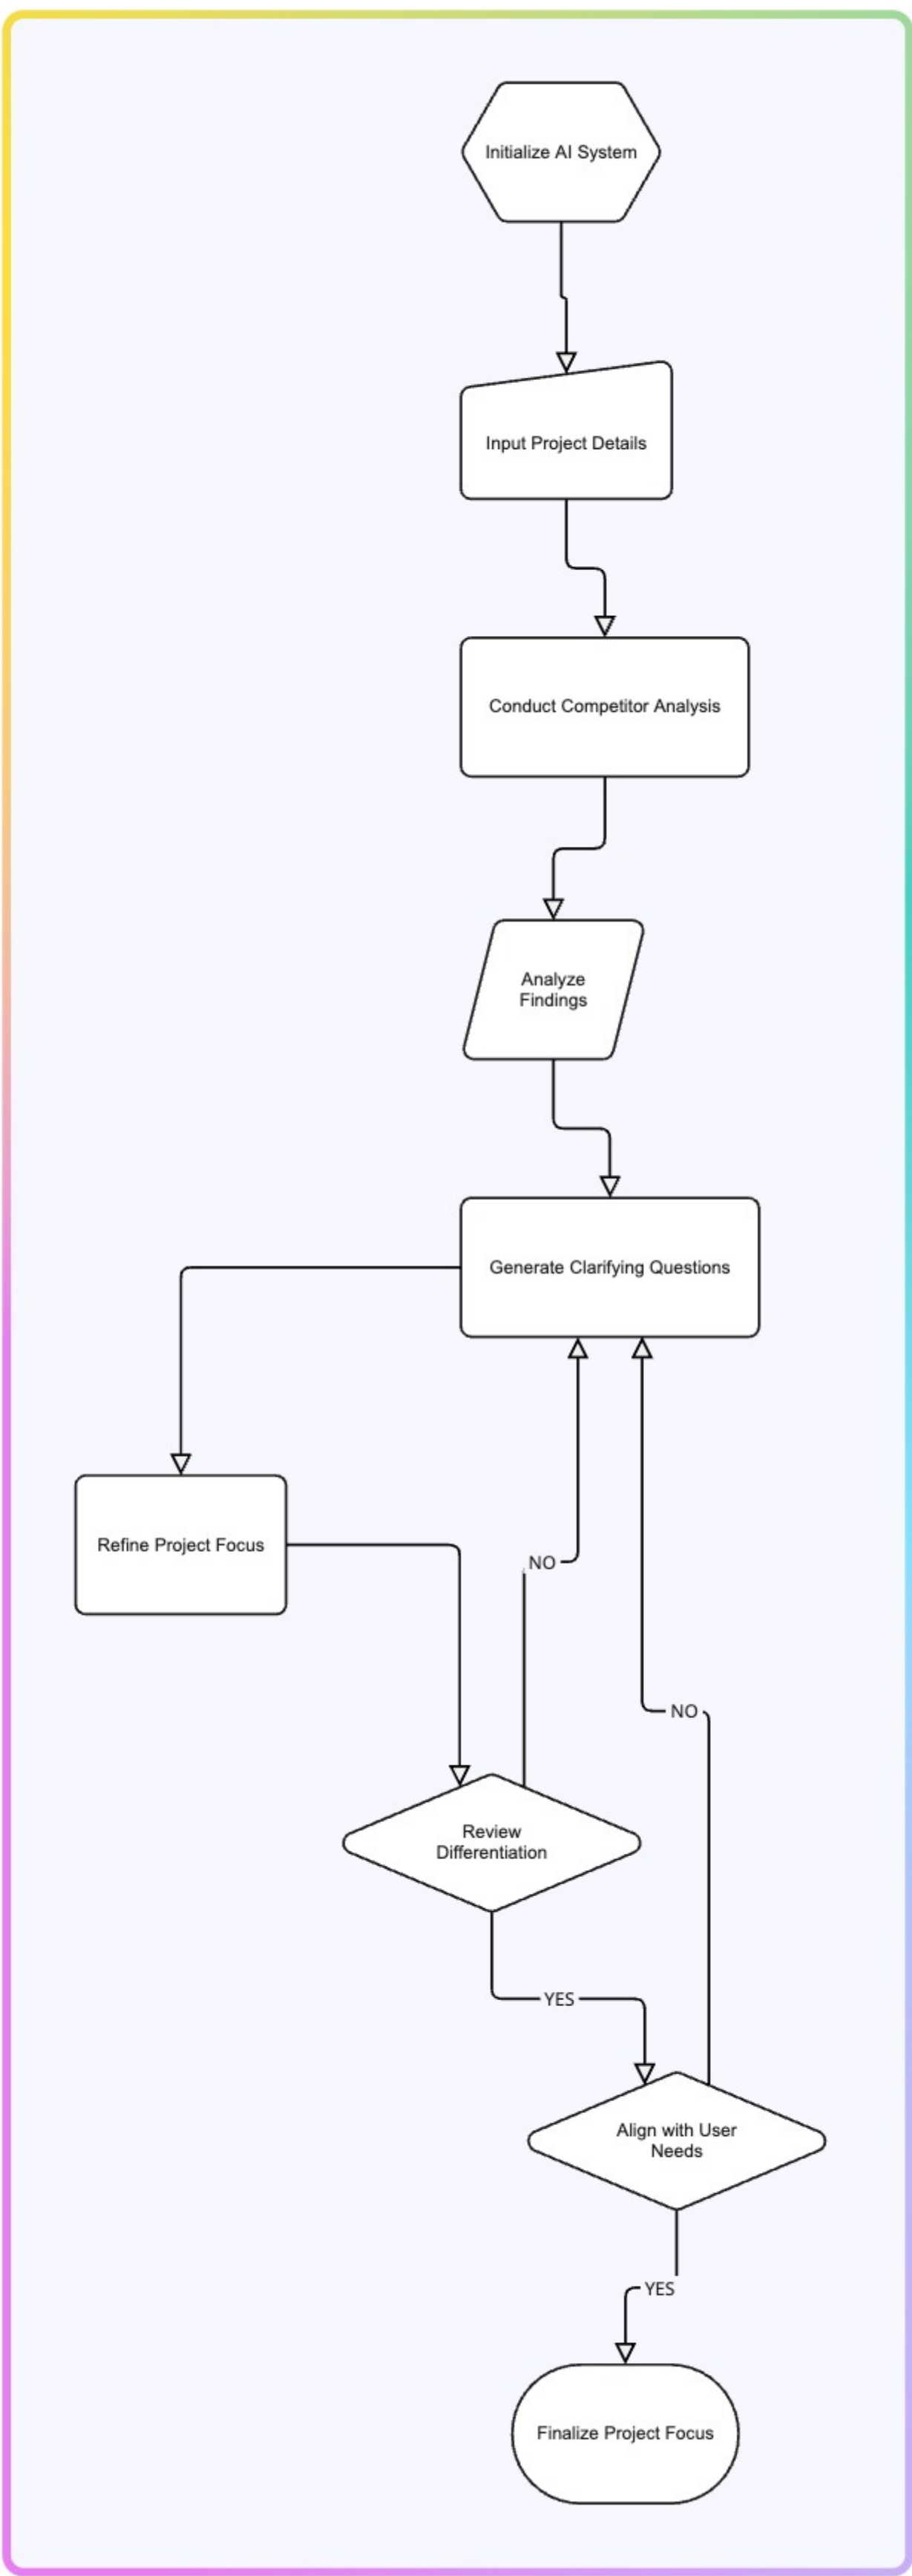 Initialize AI System
Input Project Details
Conduct Competitor Analysis
Analyze
Findings
Generate Clarifying Questions
Refine Project Focus
NO
NO
Review
Differentiation
YES
Align with User
Needs
YES
Finalize Project Focus